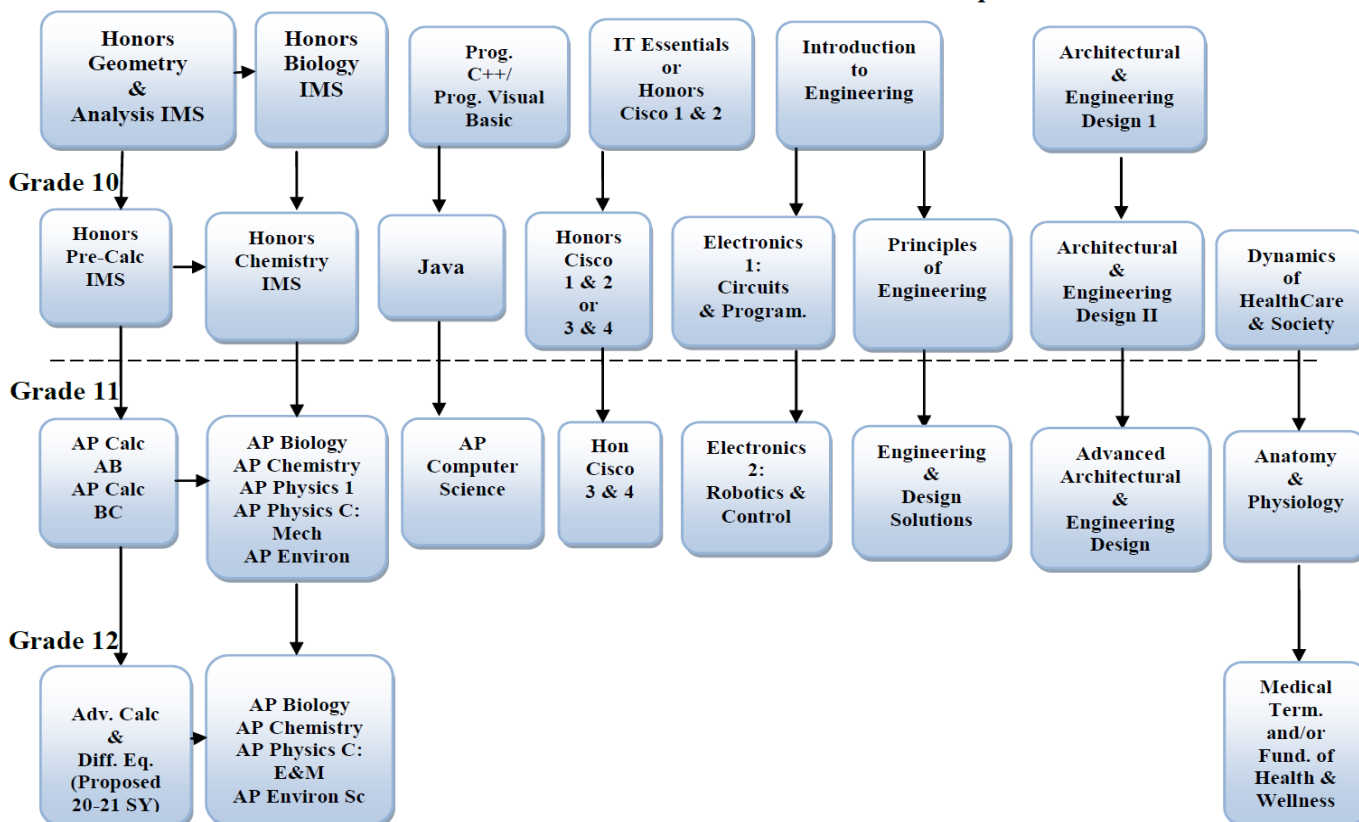 Honors
Geometry
&
Analysis IMS
Honors
Biology
IMS
Prog.
C++/
Prog. Visual
Basic
IT Essentials
or
Honors
Cisco 1 & 2
Introduction
to
Engineering
Architectural
&
Engineering
Design 1
Grade 10
Honors
Pre-Calc
IMS
Honors
Chemistry
IMS
Java
Honors
Cisco
1 & 2
or
3 & 4
Electronics
1:
Circuits
& Program.
Principles
of
Engineering
Architectural
&
Engineering
Design II
Dynamics
of
HealthCare
& Society
Grade 11
AP Calc
AB
AP Calc
BC
AP Biology
AP Chemistry
AP Physics 1
AP Physics C:
Mech
AP Environ
AP
Computer
Science
Hon
Cisco
3 & 4
Electronics
2:
Robotics &
Control
Engineering
&
Design
Solutions
Advanced
Architectural
&
Engineering
Design
Anatomy
&
Physiology
Grade 12
Adv. Calc
&
Diff. Eq.
(Proposed
20-21 SY)
AP Biology
AP Chemistry
AP Physics C:
E&M
AP Environ Sc
Medical
Term.
and/or
Fund. of
Health &
Wellness